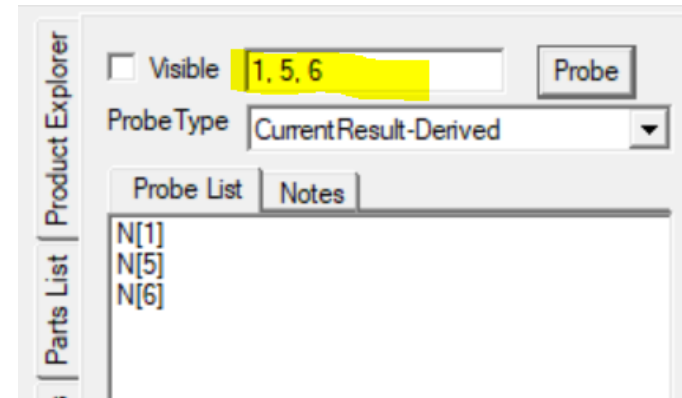 Product Explorer
Parts List
Visible
1, 5, 6
Probe
ProbeType
CurrentResult-Derived
Probe List
Notes
N[1]
N[5]
N[6]